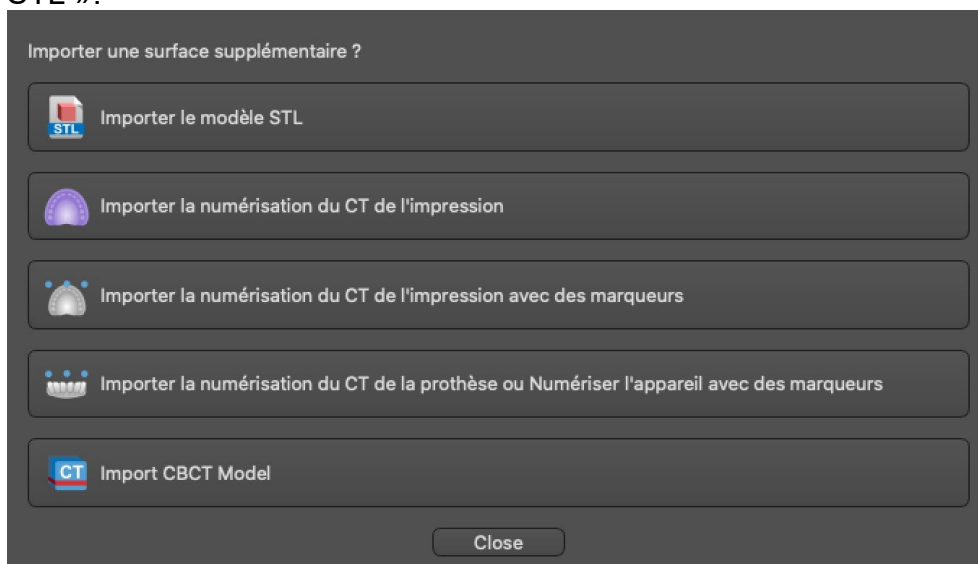 STL ».
Importer une surface supplémentaire ?
STL
Importer le modèle STL
Importer la numérisation du CT de l'impression
Importer la numérisation du CT de l'impression avec des marqueurs
Importer la numérisation du CT de la prothèse ou Numériser l'appareil avec des marqueurs
CT
Import CBCT Model
Close